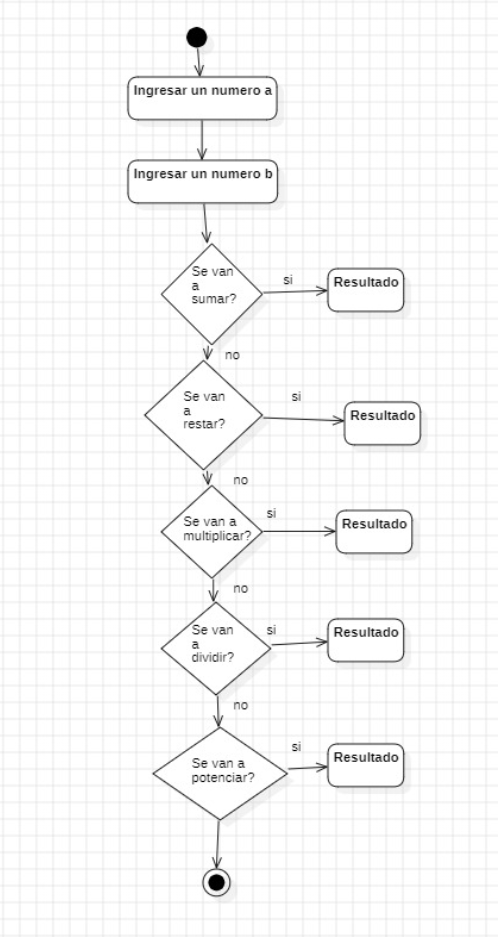 Ingresar un numero a
Ingresar un numero b
Se van
a
sumar?
si
Resultado
no
Se van
a
restar?
si
Resultado
no
Se van a
multiplicar?
si
Resultado
no
Se van
a
dividir?
si
Resultado
no
Se van a
potenciar?
si
Resultado